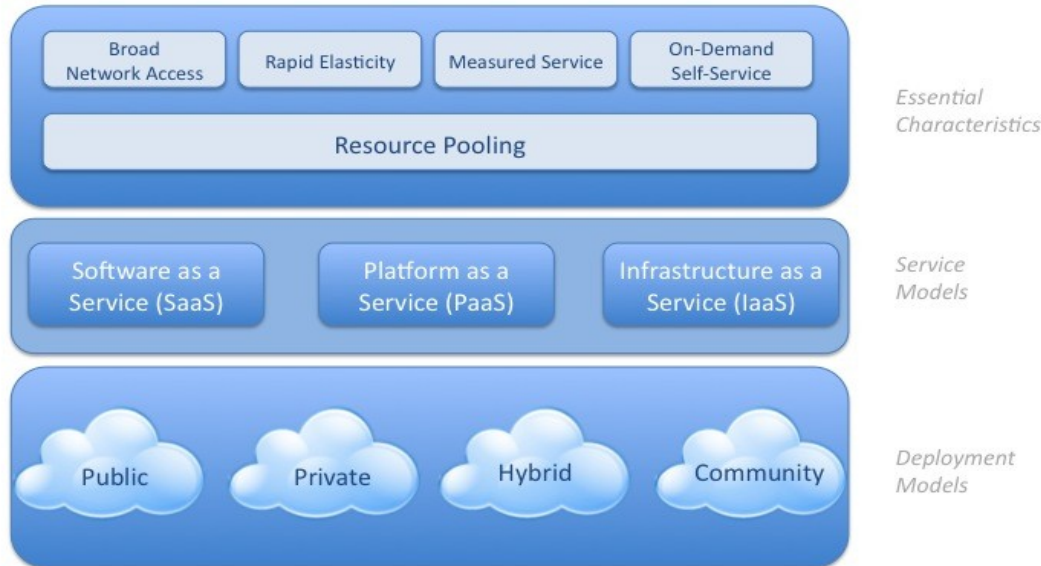 Broad
Network Access
Rapid Elasticity
Measured Service
On-Demand
Self-Service
Resource Pooling
Essential
Characteristics
Software as a
Service (SaaS)
Platform as a
Service (PaaS)
Infrastructure as a
Service (IaaS)
Service
Models
Public
Private
Hybrid
Community
Deployment
Models